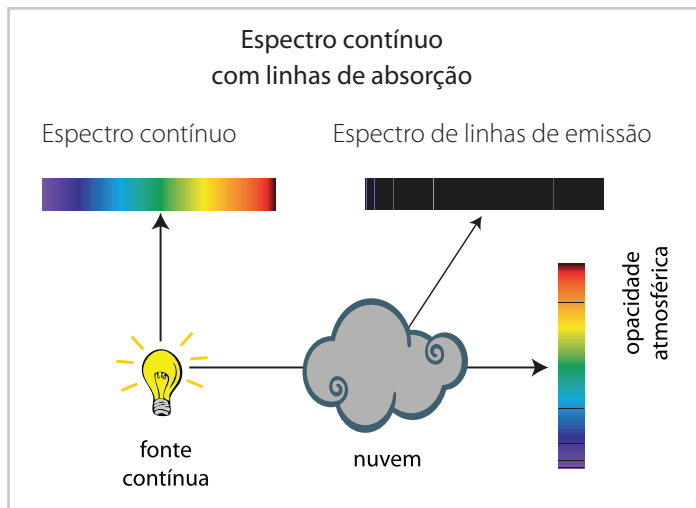 Espectro contínuo
com linhas de absorção
Espectro contínuo
Espectro de linhas de emissão
opacidade
atmosférica
fonte
contínua
nuvem